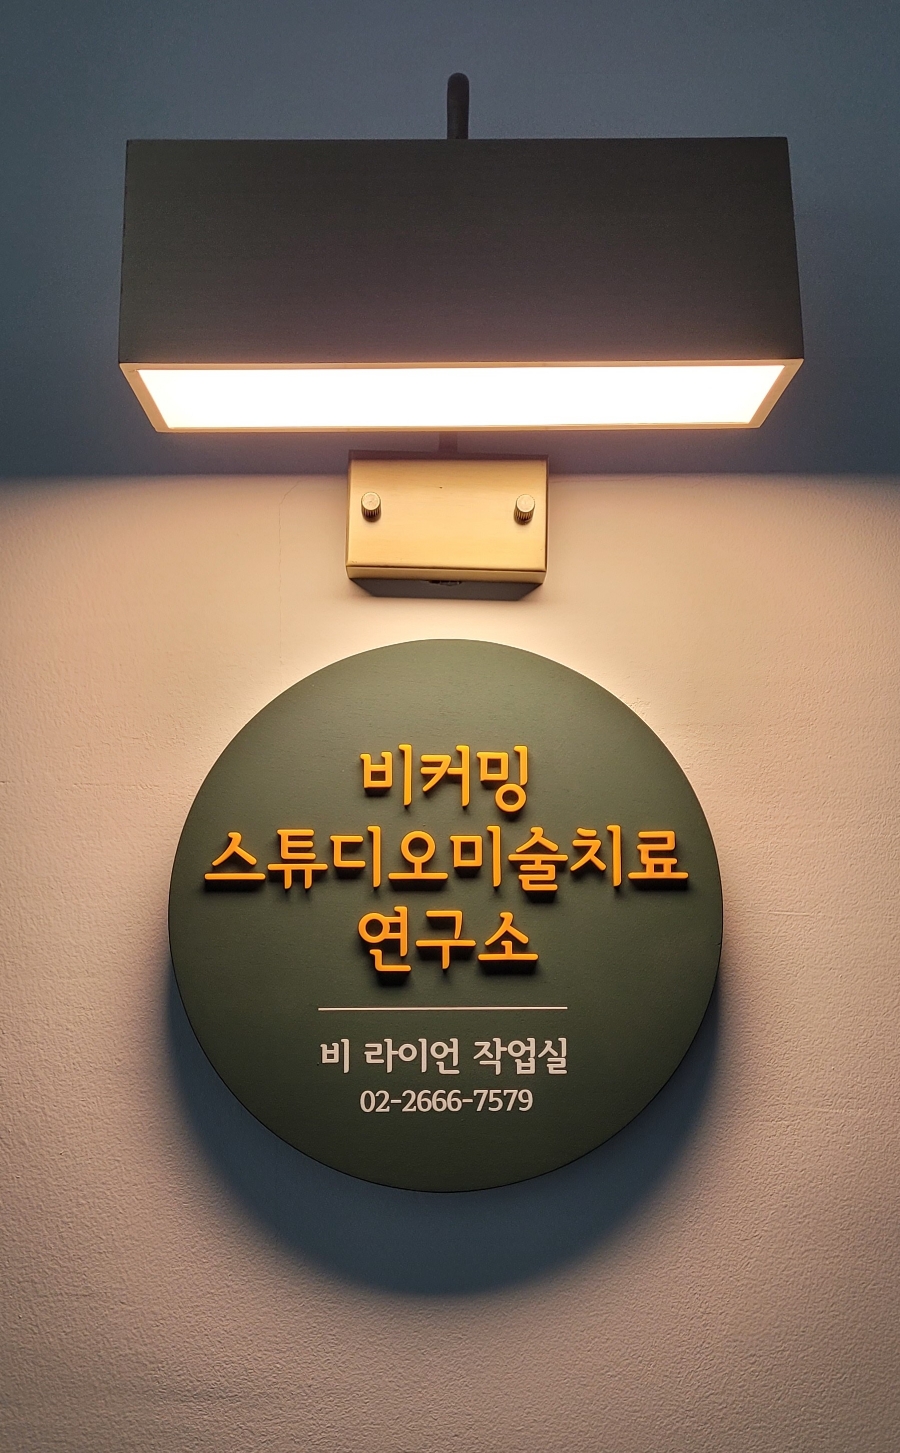 비커밍
스튜디오미술치료
연구소
비 라이언 작업실
02-2666-7579